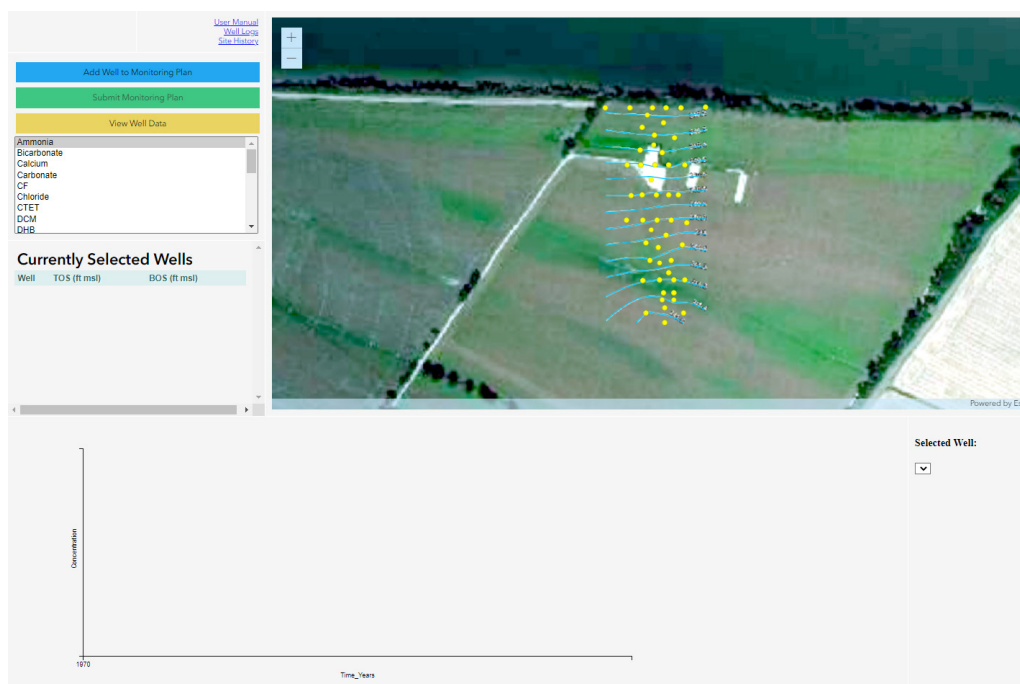 User Manual
Well Logs
Site History
+
−
Add Well to Monitoring Plan
Submit Monitoring Plan
View Well Data
Ammonia
Bicarbonate
Calcium
Carbonate
CF
Chloride
CTET
DCM
DHB
Currently Selected Wells
Well TOS (ft msl) BOS (ft msl)
Powered by
Selected Well:
Concentration
1970
Time_Years